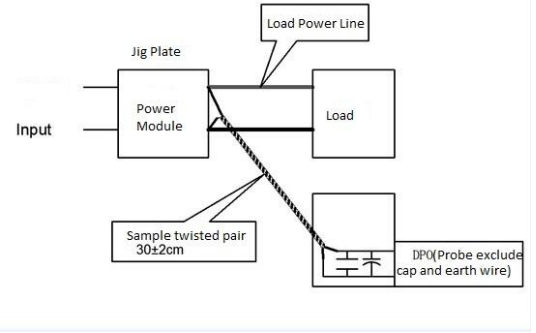 Load Power Line
Jig Plate
Power
Module
Load
Input
Sample twisted pair
30±2cm
DPO(Probe exclude
cap and earth wire)